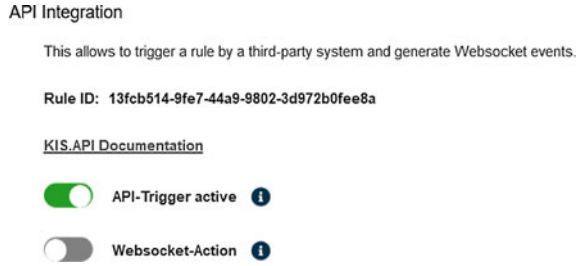 API Integration
This allows to trigger a rule by a third-party system and generate Websocket events.
Rule ID: 13fcb514-9fe7-44a9-9802-3d972b0fee8a
KIS.API Documentation
API-Trigger active i
Websocket-Action i